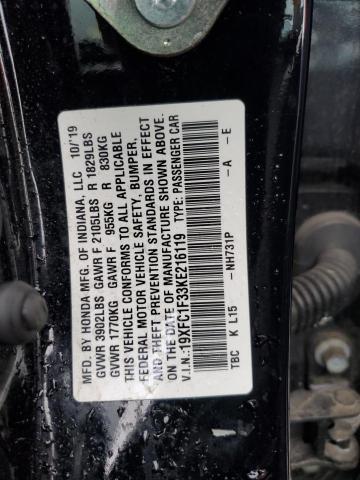 MFD. BY HONDA MFG. OF INDIANA, LLC 10/'19
GVWR 3902LBS GAWR F 2105LBS R 1829LBS
GVWR 1770KG GAWR F 955KG R 830KG
THIS VEHICLE CONFORMS TO ALL APPLICABLE
FEDERAL MOTOR VEHICLE SAFETY, BUMPER,
AND THEFT PREVENTION STANDARDS IN EFFECT
ON THE DATE OF MANUFACTURE SHOWN ABOVE.
V.I.N.:19XFC1F33KE216119 TYPE: PASSENGER CAR
NH731P A E
TBC K L15